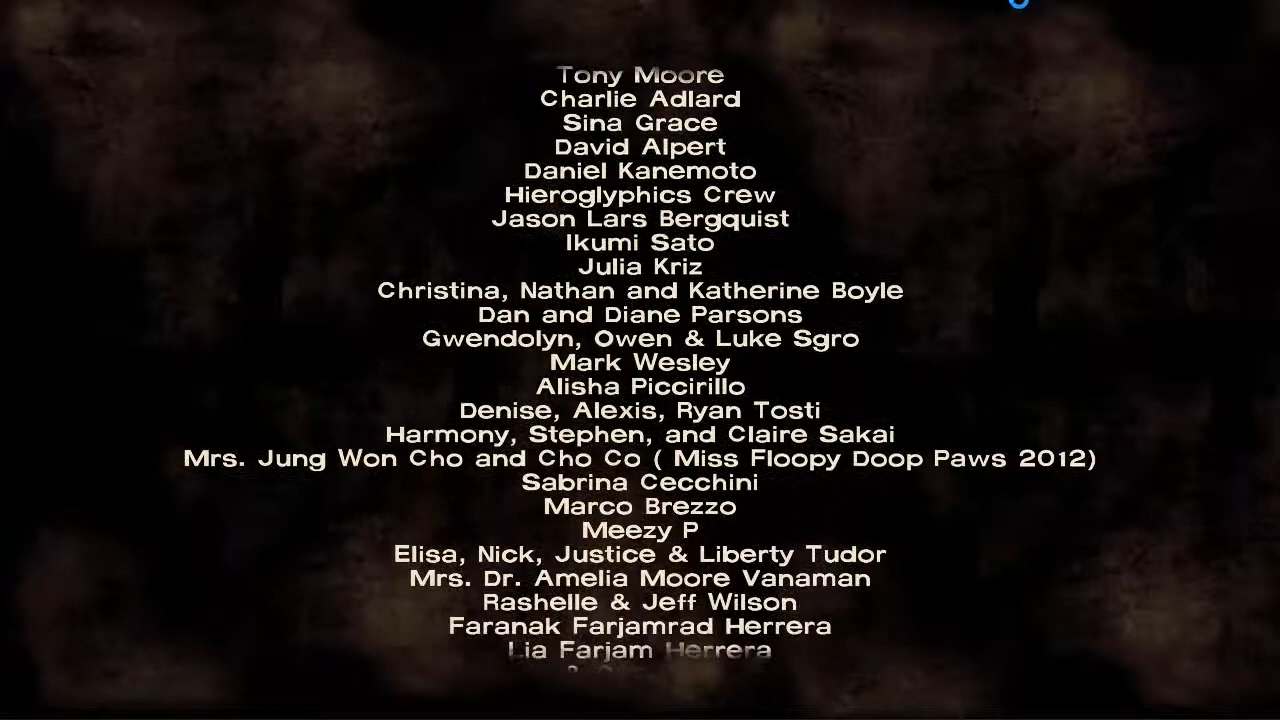 Tony Moore
Charlie Adlard
Sina Grace
David Alpert
Daniel Kanemoto
Hieroglyphics Crew
Jason Lars Bergquist
Ikumi Sato
Julia Kriz
Christina, Nathan and Katherine Boyle
Dan and Diane Parsons
Gwendolyn, Owen & Luke Sgro
Mark Wesley
Alisha Piccirillo
Denise, Alexis, Ryan Tosti
Harmony, Stephen, and Claire Sakai
Mrs. Jung Won Cho and Cho Co ( Miss Floopy Doop Paws 2012)
Sabrina Cecchini
Marco Brezzo
Meezy P
Elisa, Nick, Justice & Liberty Tudor
Mrs. Dr. Amelia Moore Vanaman
Rashelle & Jeff Wilson
Faranak Farjamrad Herrera
Lia Farjam Herrera